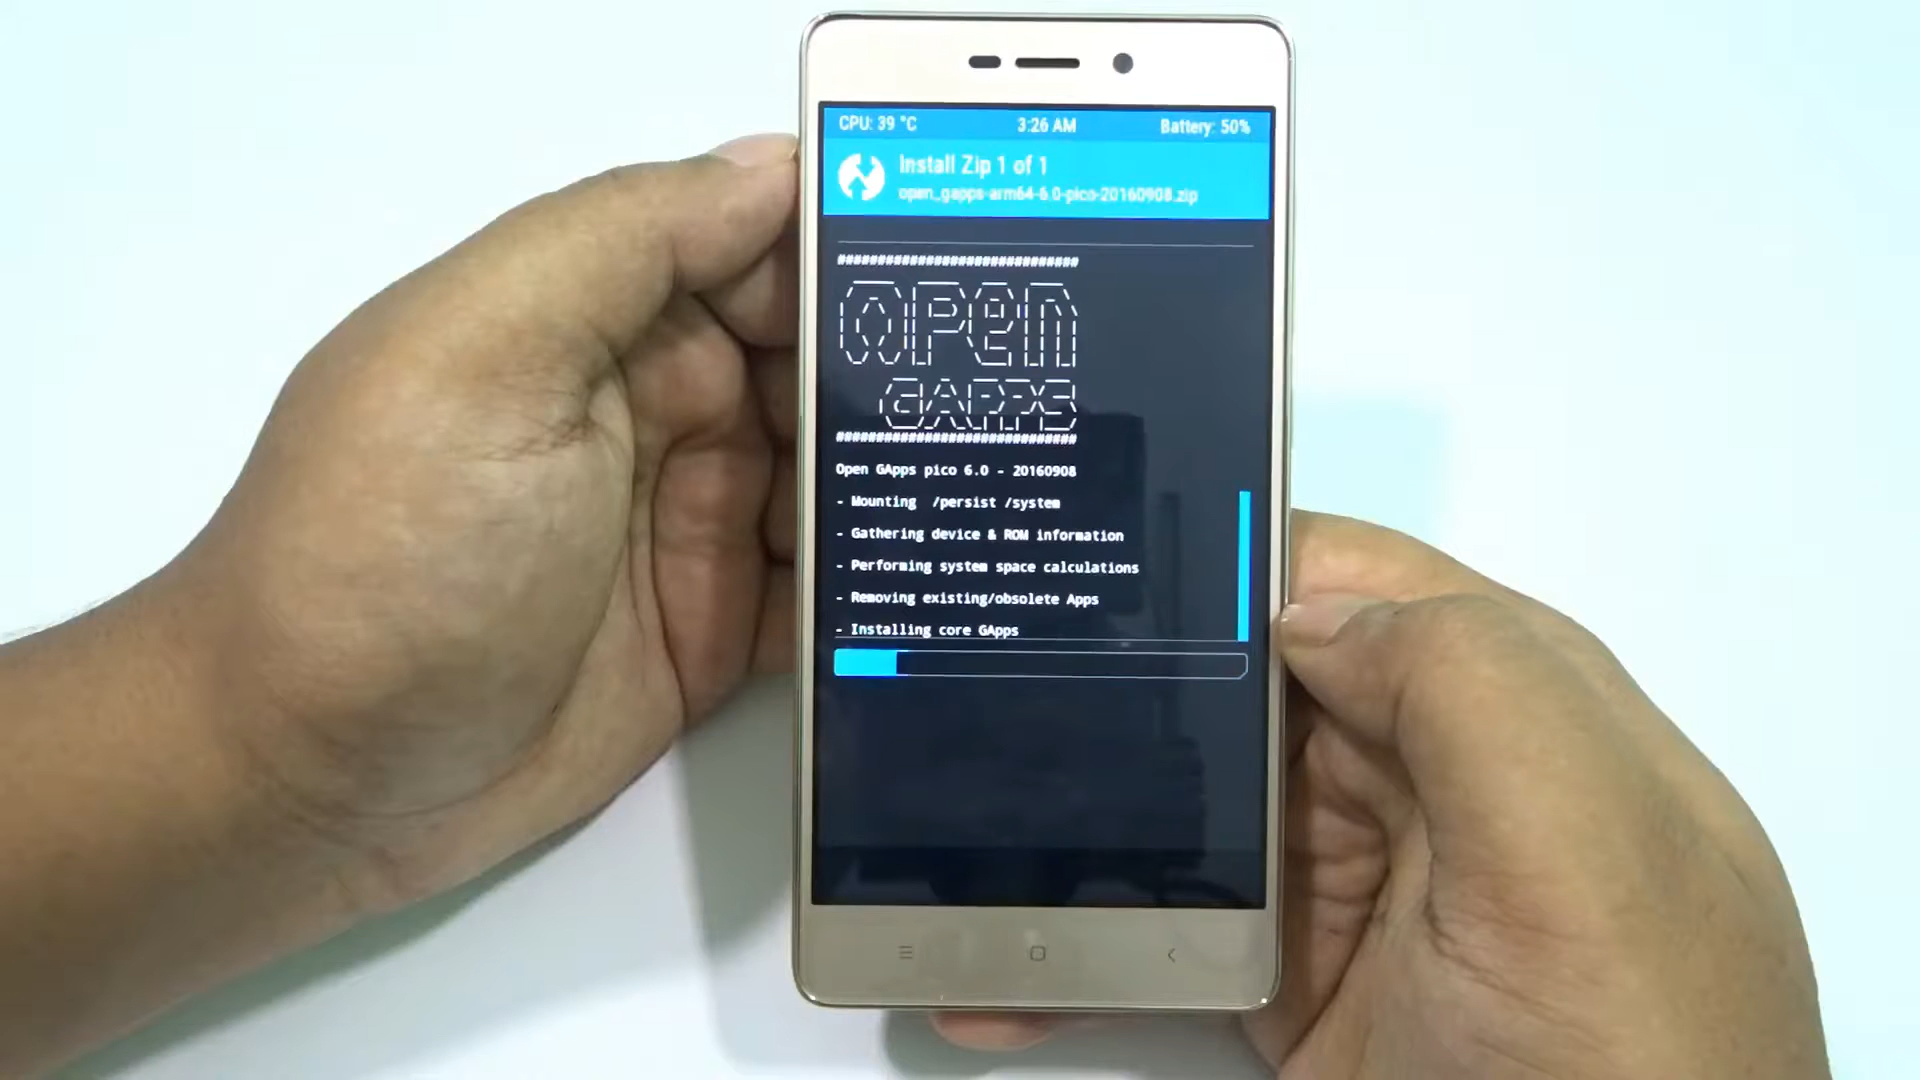 CPU: 39 °C
3:26 AM
Battery: 50%
Install Zip 1 of 1
open_gapps-arm64-6.0-pico-20160908.zip
##############################
OPEN
GAPPS
##############################
Open GApps pico 6.0 - 20160908
- Mounting /persist /system
- Gathering device & ROM information
- Performing system space calculations
- Removing existing/obsolete Apps
- Installing core GApps